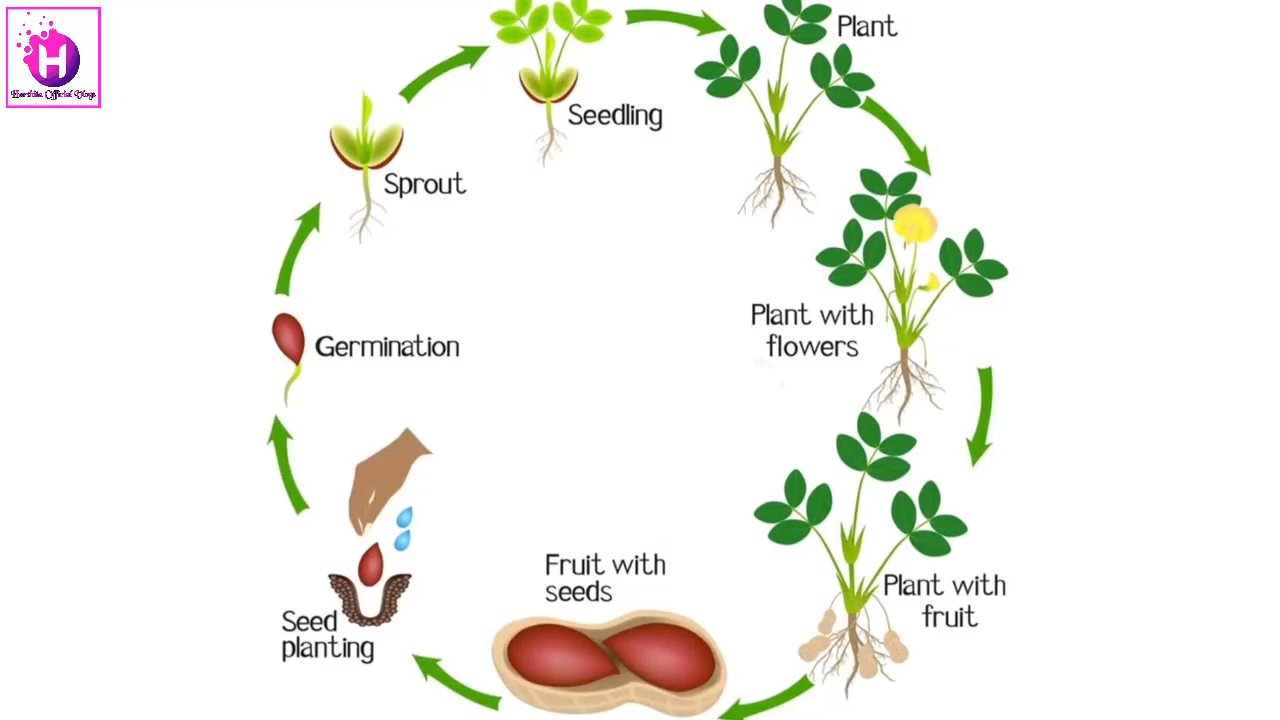 H
Plant
Seedling
Sprout
Plant with
flowers
Germination
Fruit with
seeds
Plant with
fruit
Seed
planting